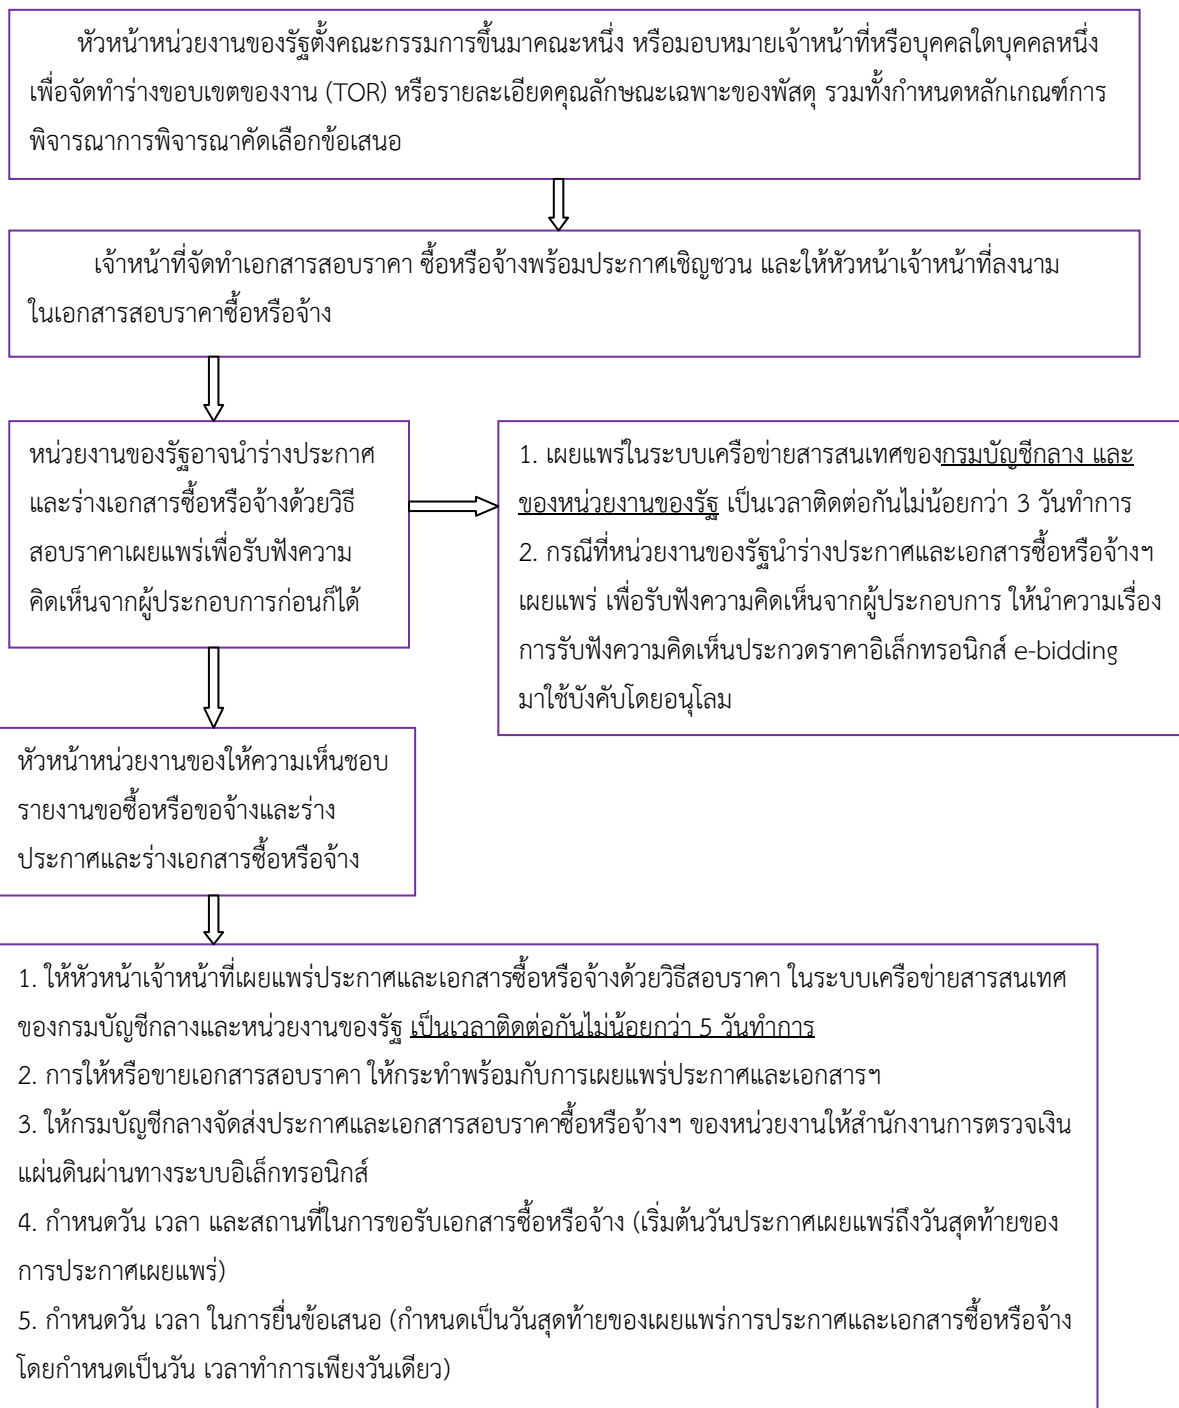 หัวหน้าหน่วยงานของรัฐตั้งคณะกรรมการขึ้นมาคณะหนึ่ง หรือมอบหมายเจ้าหน้าที่หรือบุคคลใดบุคคลหนึ่ง
เพื่อจัดทำร่างขอบเขตของงาน (TOR) หรือรายละเอียดคุณลักษณะเฉพาะของพัสดุ รวมทั้งกำหนดหลักเกณฑ์การ
พิจารณาการพิจารณาคัดเลือกข้อเสนอ
เจ้าหน้าที่จัดทำเอกสารสอบราคา ซื้อหรือจ้างพร้อมประกาศเชิญชวน และให้หัวหน้าเจ้าหน้าที่ลงนาม
ในเอกสารสอบราคาซื้อหรือจ้าง
หน่วยงานของรัฐอาจนำร่างประกาศ
และร่างเอกสารซื้อหรือจ้างด้วยวิธี
สอบราคาเผยแพร่เพื่อรับฟังความ
คิดเห็นจากผู้ประกอบการก่อนก็ได้
1. เผยแพร่ในระบบเครือข่ายสารสนเทศของกรมบัญชีกลาง และ
ของหน่วยงานของรัฐ เป็นเวลาติดต่อกันไม่น้อยกว่า 3 วันทำการ
2. กรณีที่หน่วยงานของรัฐนำร่างประกาศและเอกสารซื้อหรือจ้างฯ
เผยแพร่ เพื่อรับฟังความคิดเห็นจากผู้ประกอบการ ให้นำความเรื่อง
การรับฟังความคิดเห็นประกวดราคาอิเล็กทรอนิกส์ e-bidding
มาใช้บังคับโดยอนุโลม
หัวหน้าหน่วยงานของให้ความเห็นชอบ
รายงานขอซื้อหรือขอจ้างและร่าง
ประกาศและร่างเอกสารซื้อหรือจ้าง
1. ให้หัวหน้าเจ้าหน้าที่เผยแพร่ประกาศและเอกสารซื้อหรือจ้างด้วยวิธีสอบราคา ในระบบเครือข่ายสารสนเทศ
ของกรมบัญชีกลางและหน่วยงานของรัฐ เป็นเวลาติดต่อกันไม่น้อยกว่า 5 วันทำการ
2. การให้หรือขายเอกสารสอบราคา ให้กระทำพร้อมกับการเผยแพร่ประกาศและเอกสารฯ
3. ให้กรมบัญชีกลางจัดส่งประกาศและเอกสารสอบราคาซื้อหรือจ้างฯ ของหน่วยงานให้สำนักงานการตรวจเงิน
แผ่นดินผ่านทางระบบอิเล็กทรอนิกส์
4. กำหนดวัน เวลา และสถานที่ในการขอรับเอกสารซื้อหรือจ้าง (เริ่มต้นวันประกาศเผยแพร่ถึงวันสุดท้ายของ
การประกาศเผยแพร่)
5. กำหนดวัน เวลา ในการยื่นข้อเสนอ (กำหนดเป็นวันสุดท้ายของเผยแพร่การประกาศและเอกสารซื้อหรือจ้าง
โดยกำหนดเป็นวัน เวลาทำการเพียงวันเดียว)